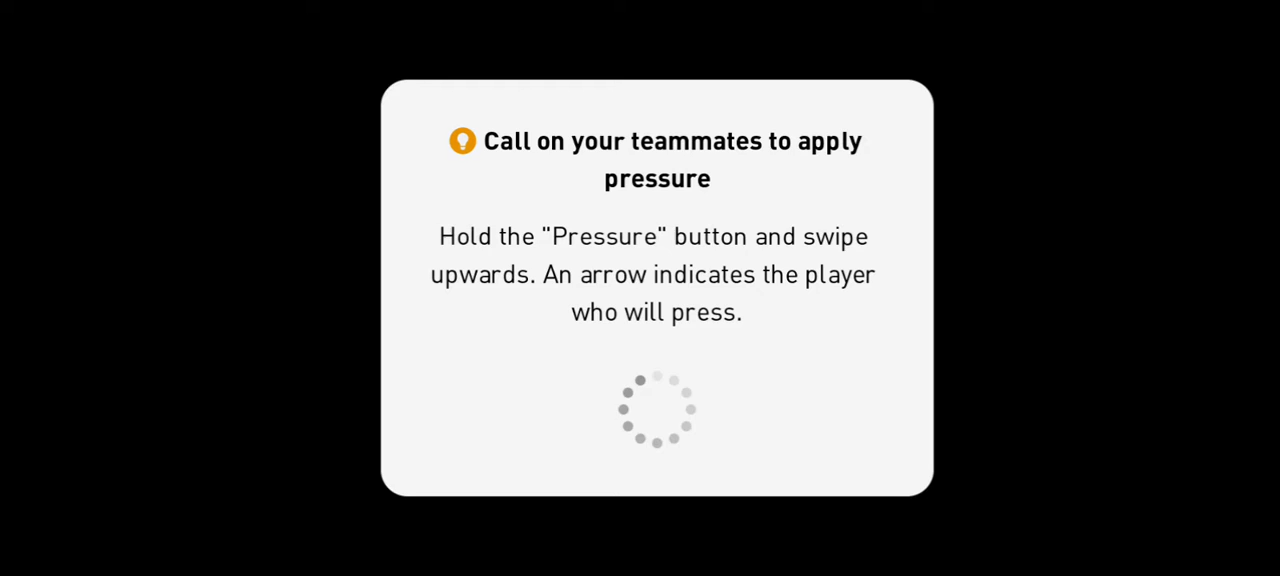 Call on your teammates to apply
pressure
Hold the "Pressure" button and swipe
upwards. An arrow indicates the player
who will press.